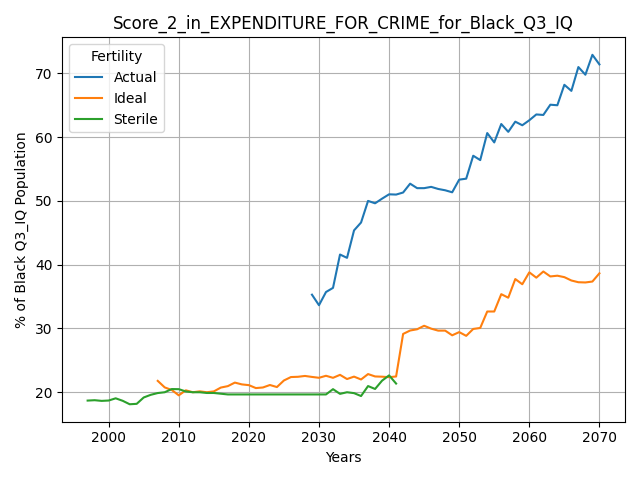 Score_2_in_EXPENDITURE_FOR_CRIME_for_Black_Q3_IQ
Fertility
Actual
Ideal
Sterile
% of Black Q3_IQ Population
70
60
50
40
30
20
2000 2010 2020 2030 2040 2050 2060 2070
Years